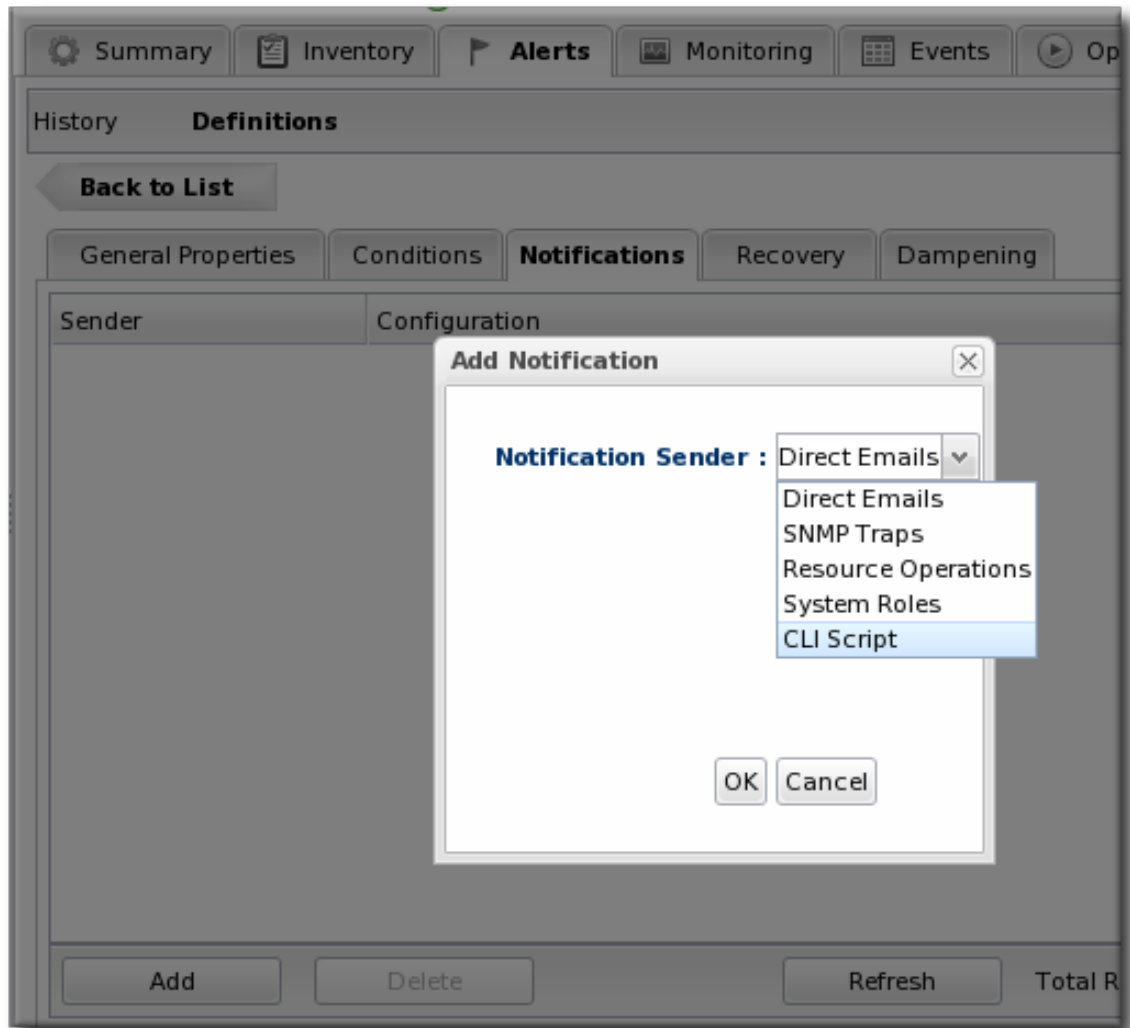 Summary Inventory Alerts Monitoring Events Op
History Definitions
Back to List
General Properties Conditions Notifications Recovery Dampening
Sender Configuration
Add Notification
Notification Sender : Direct Emails
Direct Emails
SNMP Traps
Resource Operations
System Roles
CLI Script
OK Cancel
Add Delete Refresh Total R